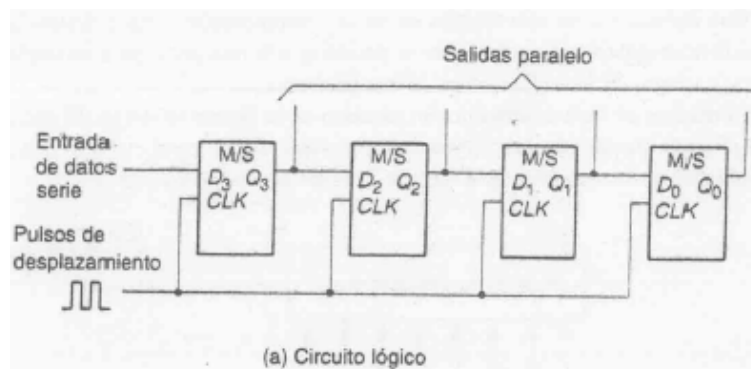 Salidas paralelo
Entrada
de datos
serie
M/S
D3 Q3
CLK
M/S
D2 Q2
CLK
M/S
D1 Q1
CLK
M/S
D0 Q0
CLK
Pulsos de
desplazamiento
(a) Circuito lógico